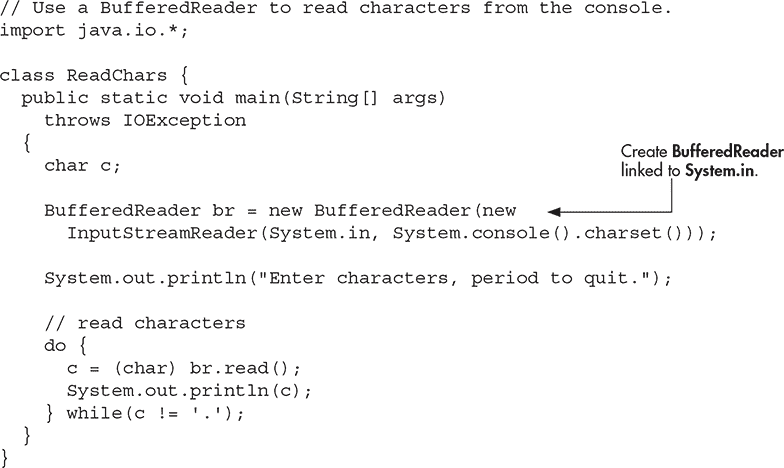 // Use a BufferedReader to read characters from the console.
import java.io.*;

class ReadChars {
  public static void main(String[] args)
    throws IOException
  {
    char c;

Create BufferedReader
linked to System.in.

    BufferedReader br = new BufferedReader(new
      InputStreamReader(System.in, System.console().charset()));

    System.out.println("Enter characters, period to quit.");

    // read characters
    do {
      c = (char) br.read();
      System.out.println(c);
    } while(c != '.');
  }
}